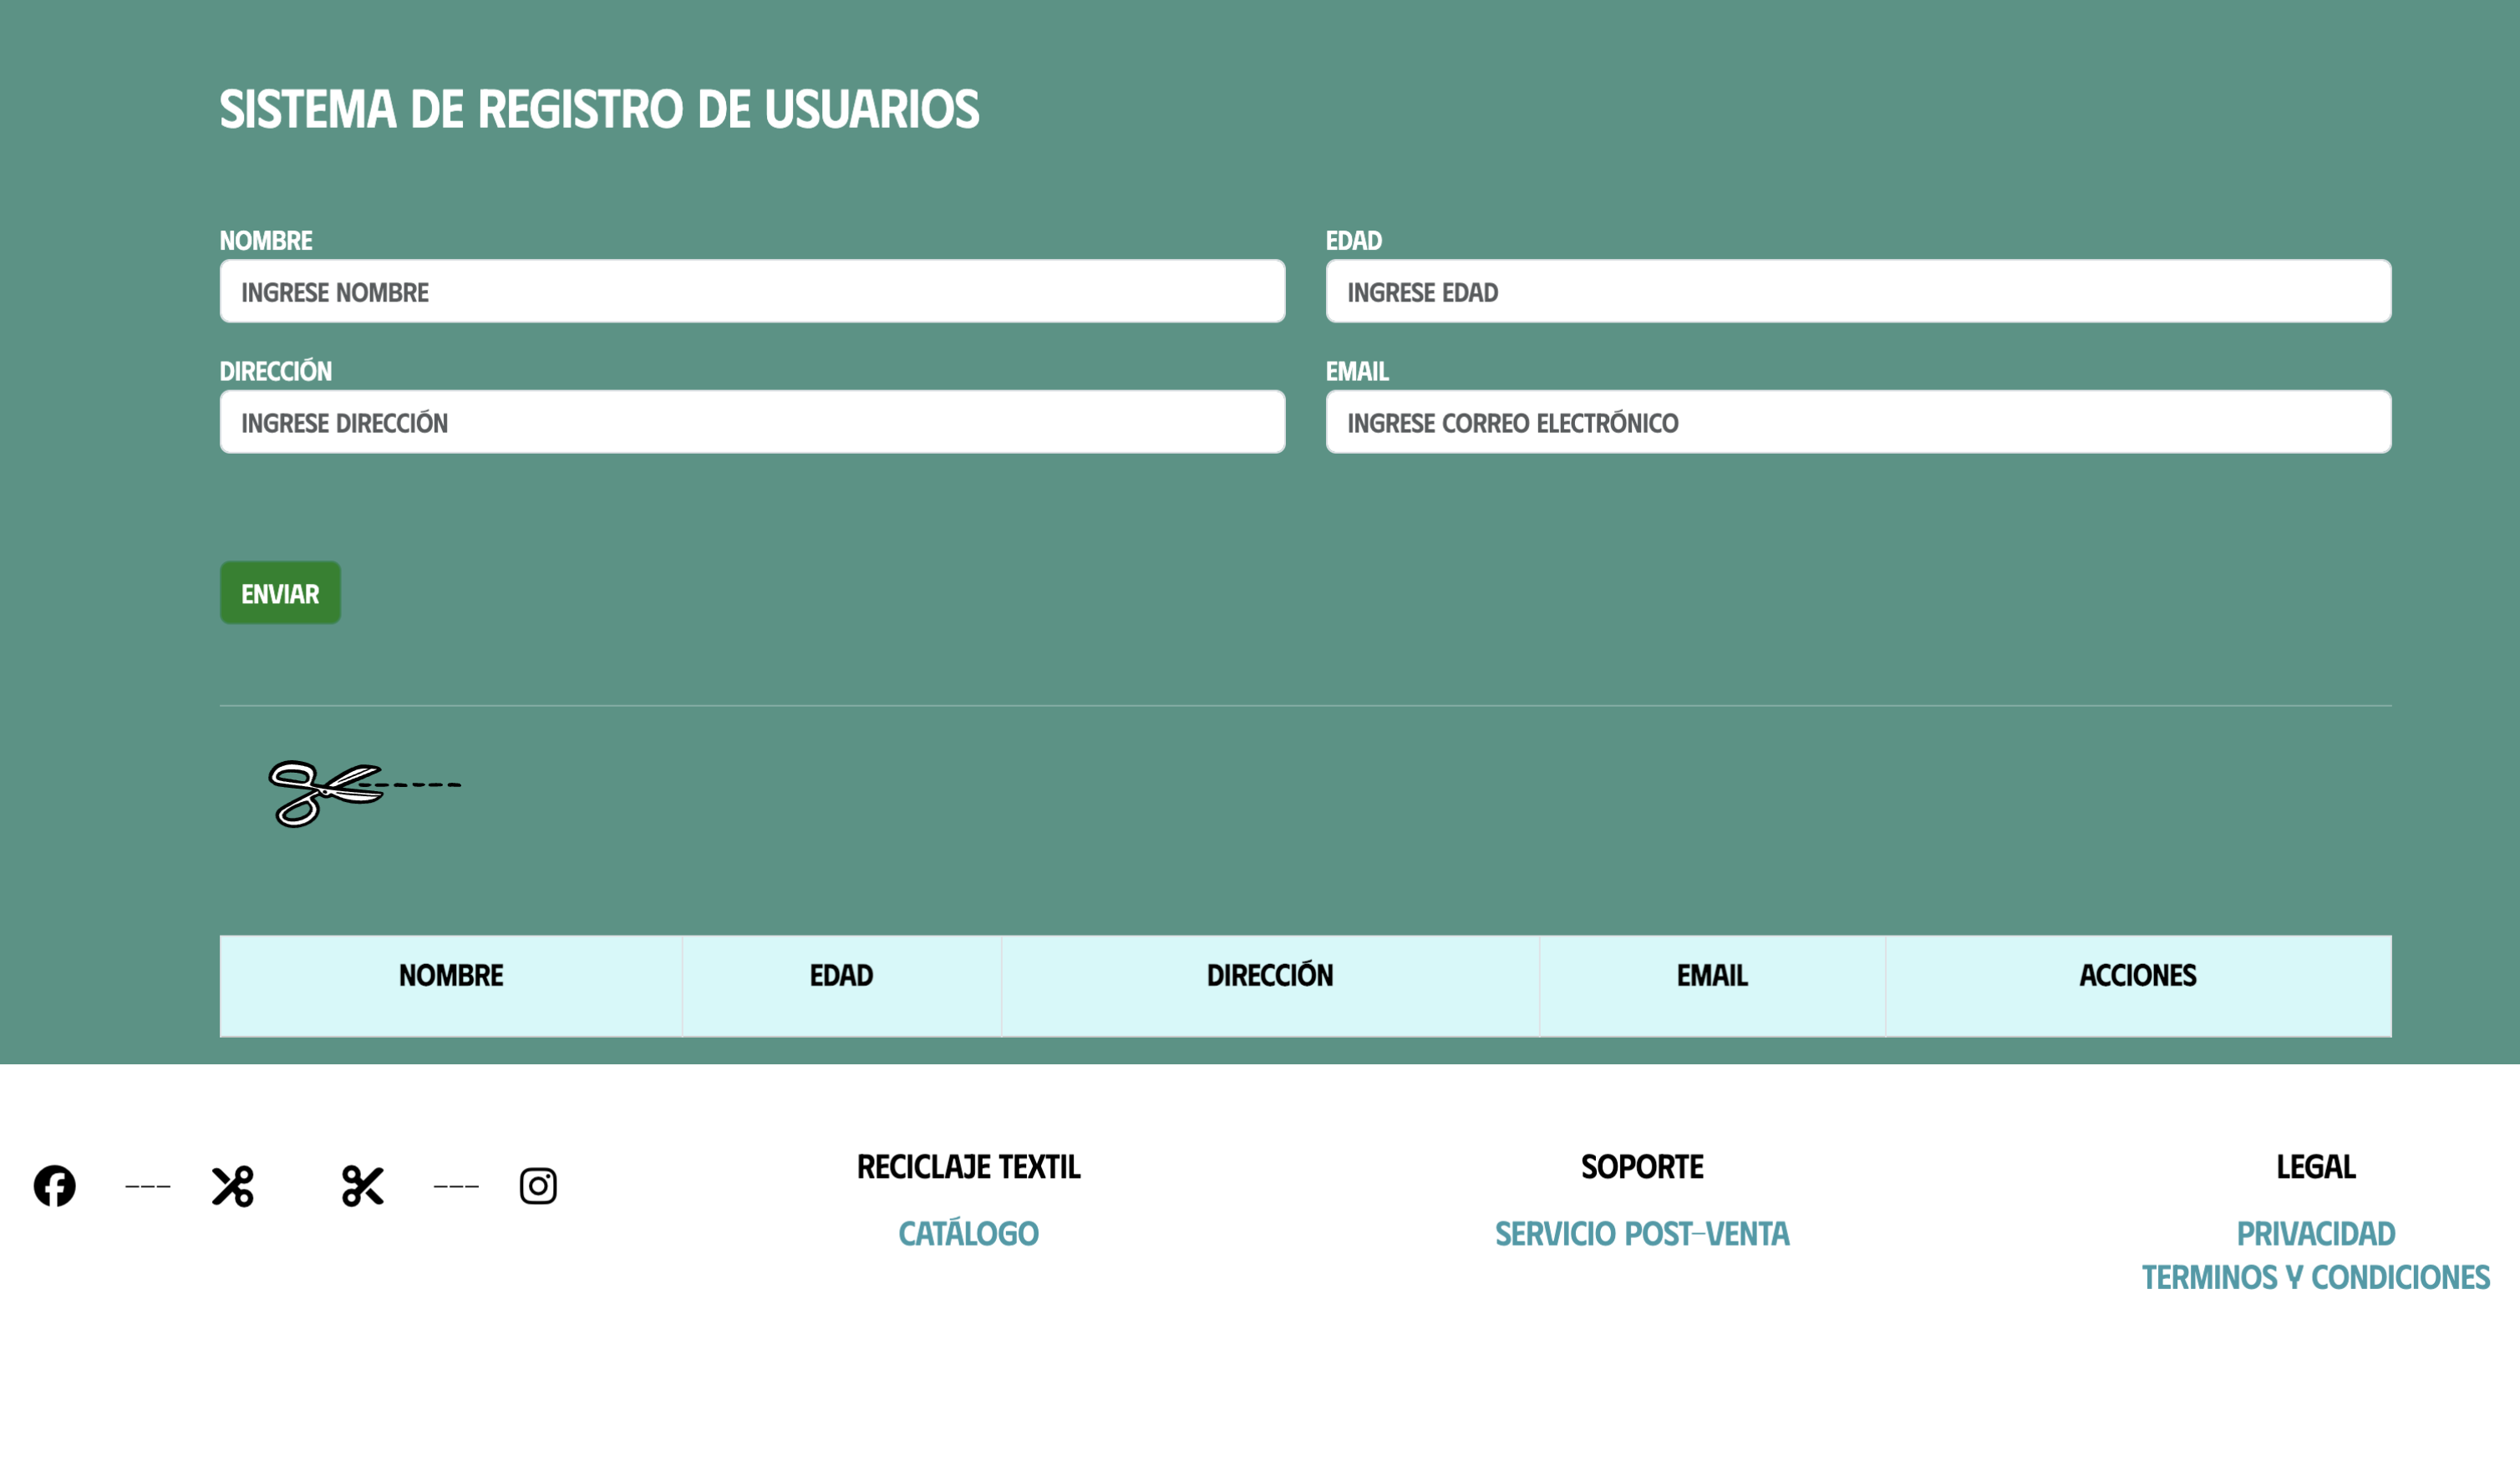 SISTEMA DE REGISTRO DE USUARIOS
NOMBRE
INGRESE NOMBRE
EDAD
INGRESE EDAD
DIRECCIÓN
INGRESE DIRECCIÓN
EMAIL
INGRESE CORREO ELECTRÓNICO
ENVIAR
NOMBRE EDAD DIRECCIÓN EMAIL ACCIONES
--- ---
RECICLAJE TEXTIL
CATÁLOGO
SOPORTE
SERVICIO POST-VENTA
LEGAL
PRIVACIDAD
TERMINOS Y CONDICIONES